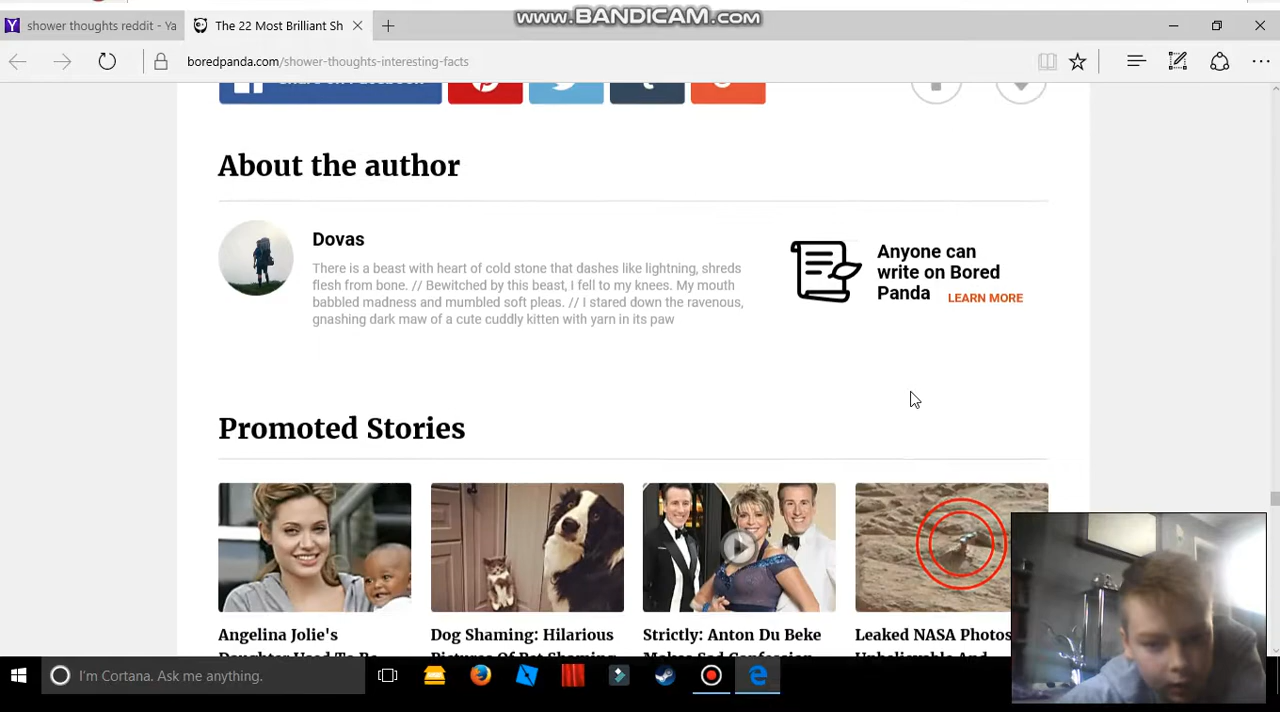 www.BANDICAM.com
shower thoughts reddit - Ya
The 22 Most Brilliant Sh
boredpanda.com/shower-thoughts-interesting-facts
About the author
Dovas
There is a beast with heart of cold stone that dashes like lightning, shreds
flesh from bone. // Bewitched by this beast, I fell to my knees. My mouth
babbled madness and mumbled soft pleas. // I stared down the ravenous,
gnashing dark maw of a cute cuddly kitten with yarn in its paw
Anyone can
write on Bored
Panda LEARN MORE
Promoted Stories
Angelina Jolie's
Dog Shaming: Hilarious
Strictly: Anton Du Beke
Leaked NASA Photos
I'm Cortana. Ask me anything.